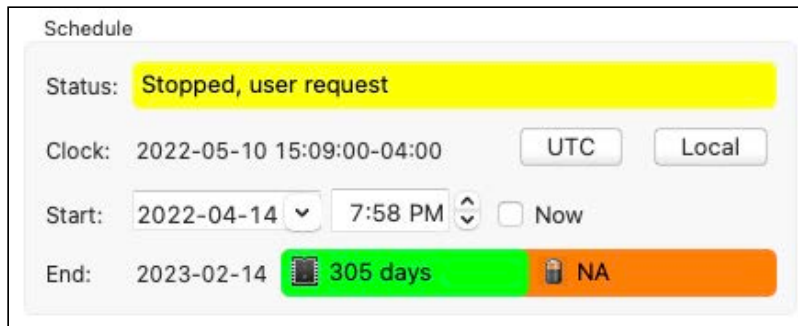 Schedule
Status: Stopped, user request
Clock: 2022-05-10 15:09:00-04:00 UTC Local
Start: 2022-04-14 7:58 PM Now
End: 2023-02-14 305 days NA